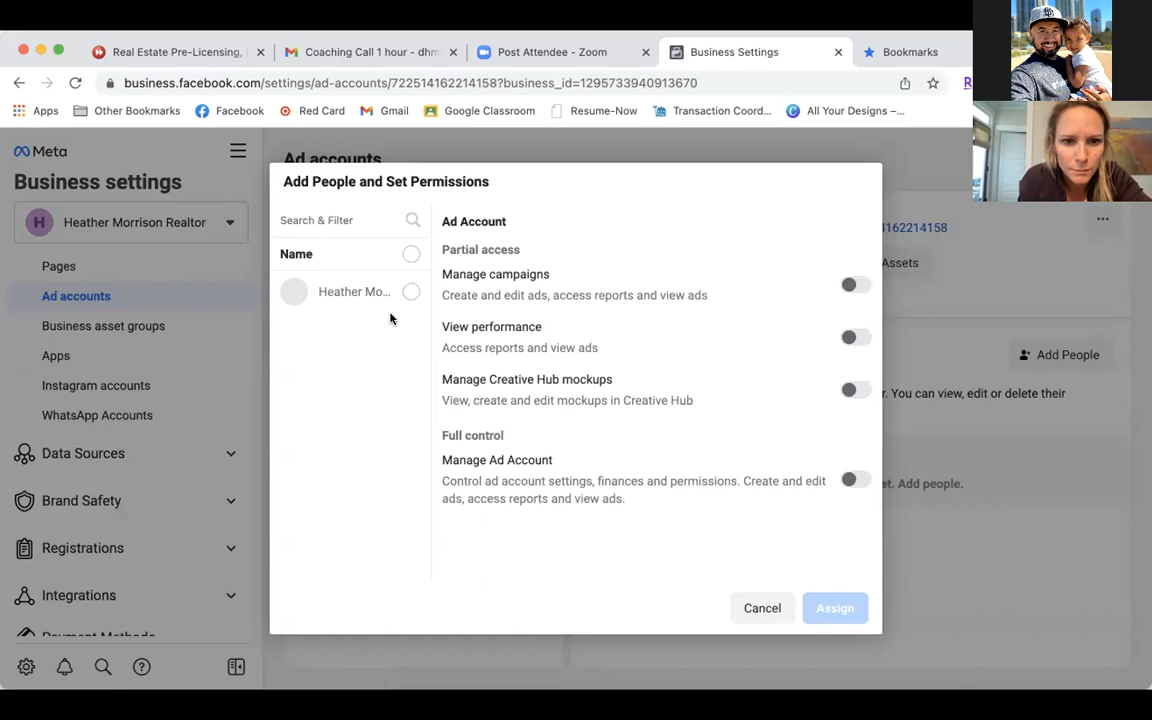 Real Estate Pre-Licensing,
Coaching Call 1 hour - dhm
Post Attendee - Zoom
Business Settings
Bookmarks
business.facebook.com/settings/ad-accounts/722514162214158?business_id=1295733940913670
Apps
Other Bookmarks
Facebook
Red Card
Gmail
Google Classroom
Resume-Now
Transaction Coord...
All Your Designs –...
Meta
Business settings
H
Heather Morrison Realtor
Pages
Ad accounts
Business asset groups
Apps
Instagram accounts
WhatsApp Accounts
Data Sources
Brand Safety
Registrations
Integrations
Payment Methods
Ad accounts
4162214158
Assets
Add People
r. You can view, edit or delete their
et. Add people.
Add People and Set Permissions
Search & Filter
Name
Heather Mo...
Ad Account
Partial access
Manage campaigns
Create and edit ads, access reports and view ads
View performance
Access reports and view ads
Manage Creative Hub mockups
View, create and edit mockups in Creative Hub
Full control
Manage Ad Account
Control ad account settings, finances and permissions. Create and edit
ads, access reports and view ads.
Cancel
Assign